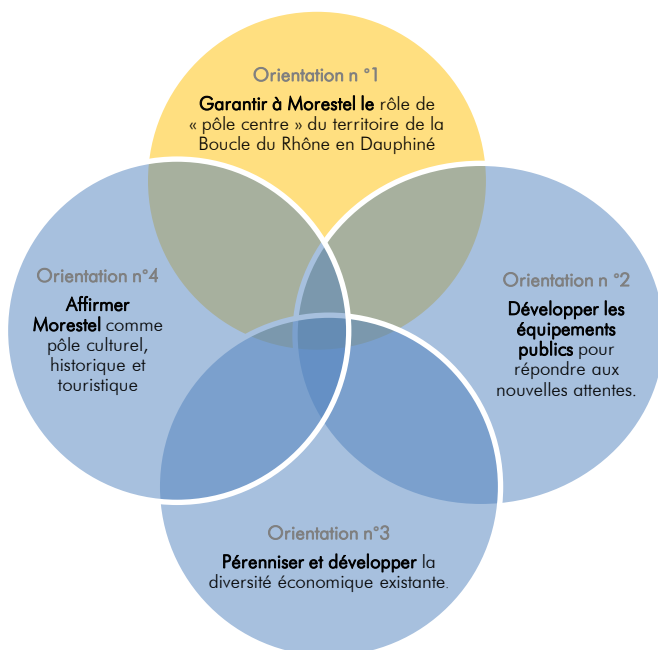 Orientation n °1
Garantir à Morestel le rôle de
« pôle centre » du territoire de la
Boucle du Rhône en Dauphiné
Orientation n°4
Affirmer
Morestel comme
pôle culturel,
historique et
touristique
Orientation n °2
Développer les
équipements
publics pour
répondre aux
nouvelles attentes.
Orientation n°3
Pérenniser et développer la
diversité économique existante.